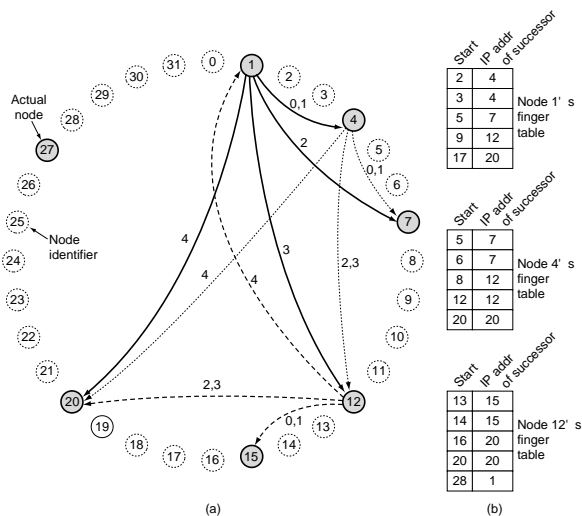 Actual
node
Node
identifier
0
1
2
3
4
5
6
7
8
9
10
11
12
13
14
15
16
17
18
19
20
21
22
23
24
25
26
27
28
29
30
31
0,1
2
0,1
3
2,3
4
4
4
2,3
0,1
(a)
Start
IP addr
of successor
2 4
3 4
5 7
9 12
17 20
Node 1' s
finger
table
Start
IP addr
of successor
5 7
6 7
8 12
12 12
20 20
Node 4' s
finger
table
Start
IP addr
of successor
13 15
14 15
16 20
20 20
28 1
Node 12' s
finger
table
(b)